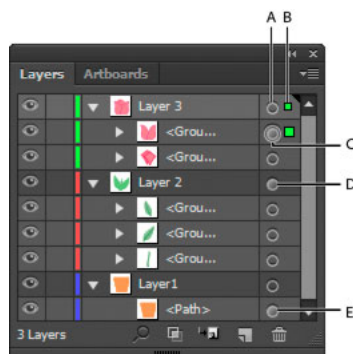 A B
Layers Artboards
Layer 3
<Grou...
C
<Grou...
Layer 2
D
<Grou...
<Grou...
<Grou...
Layer1
<Path>
E
3 Layers